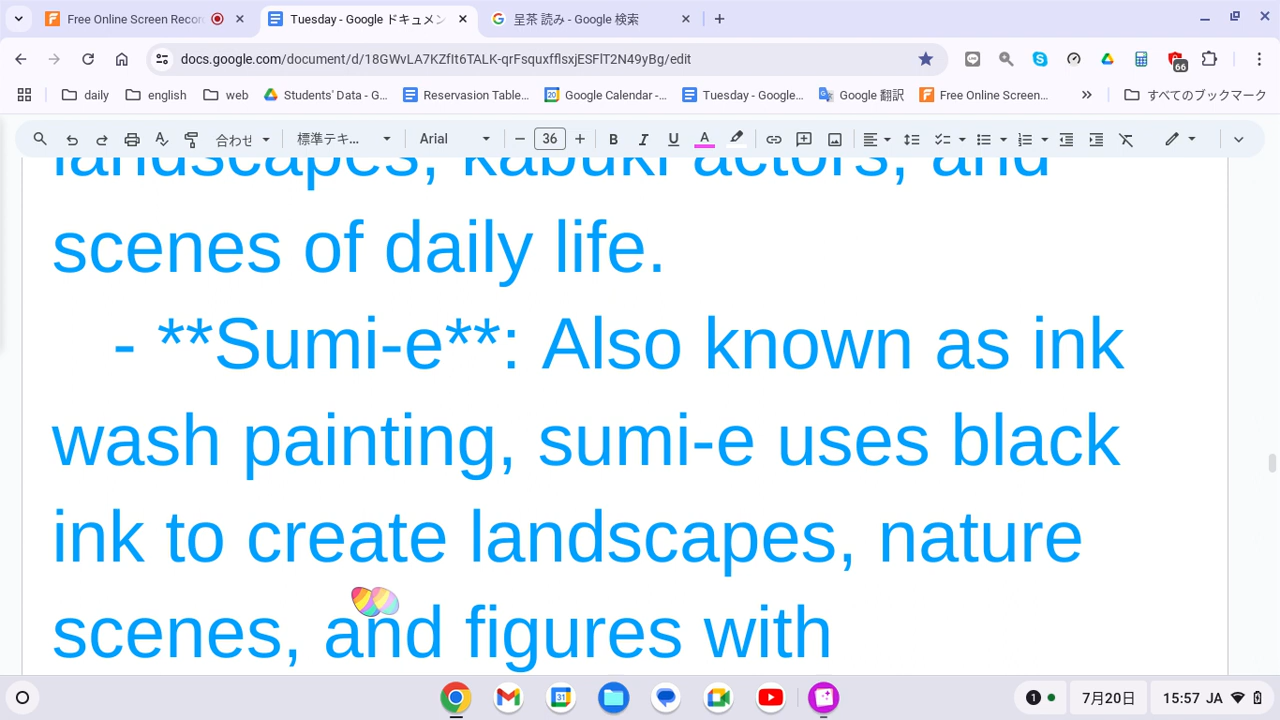 Free Online Screen Recor
Tuesday - Google ドキュメン
呈茶 読み - Google 検索
docs.google.com/document/d/18GWvLA7KZfIt6TALK-qrFsquxfflsxjESFlT2N49yBg/edit
66
daily
english
web
Students' Data - G...
Reservasion Table...
Google Calendar -...
Tuesday - Google...
Google 翻訳
Free Online Screen...
すべてのブックマーク
合わせ
標準テキ...
Arial
36
landscapes, kabuki actors, and
scenes of daily life.
- **Sumi-e**: Also known as ink
wash painting, sumi-e uses black
ink to create landscapes, nature
scenes, and figures with
1
7月20日
15:57 JA